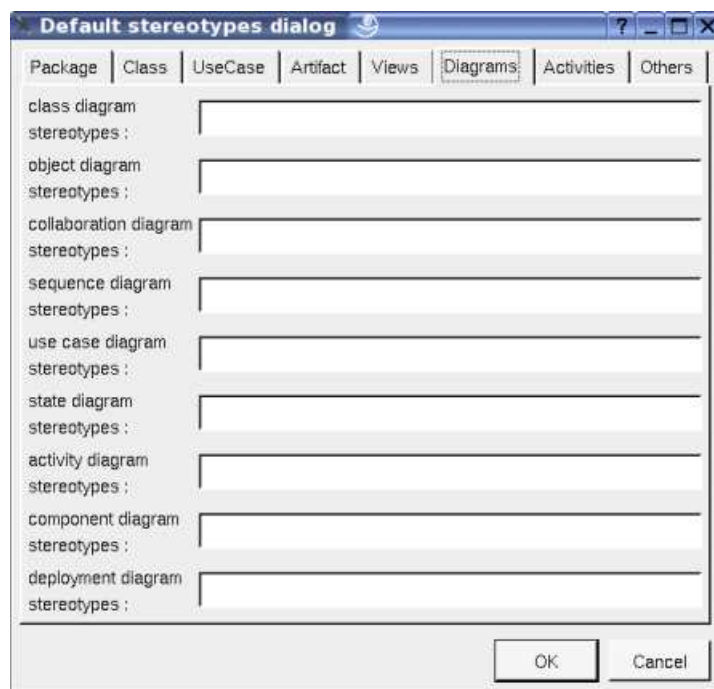 Default stereotypes dialog
Package Class UseCase Artifact Views Diagrams Activities Others
class diagram
stereotypes :
object diagram
stereotypes :
collaboration diagram
stereotypes :
sequence diagram
stereotypes :
use case diagram
stereotypes :
state diagram
stereotypes :
activity diagram
stereotypes :
component diagram
stereotypes :
deployment diagram
stereotypes :
OK Cancel